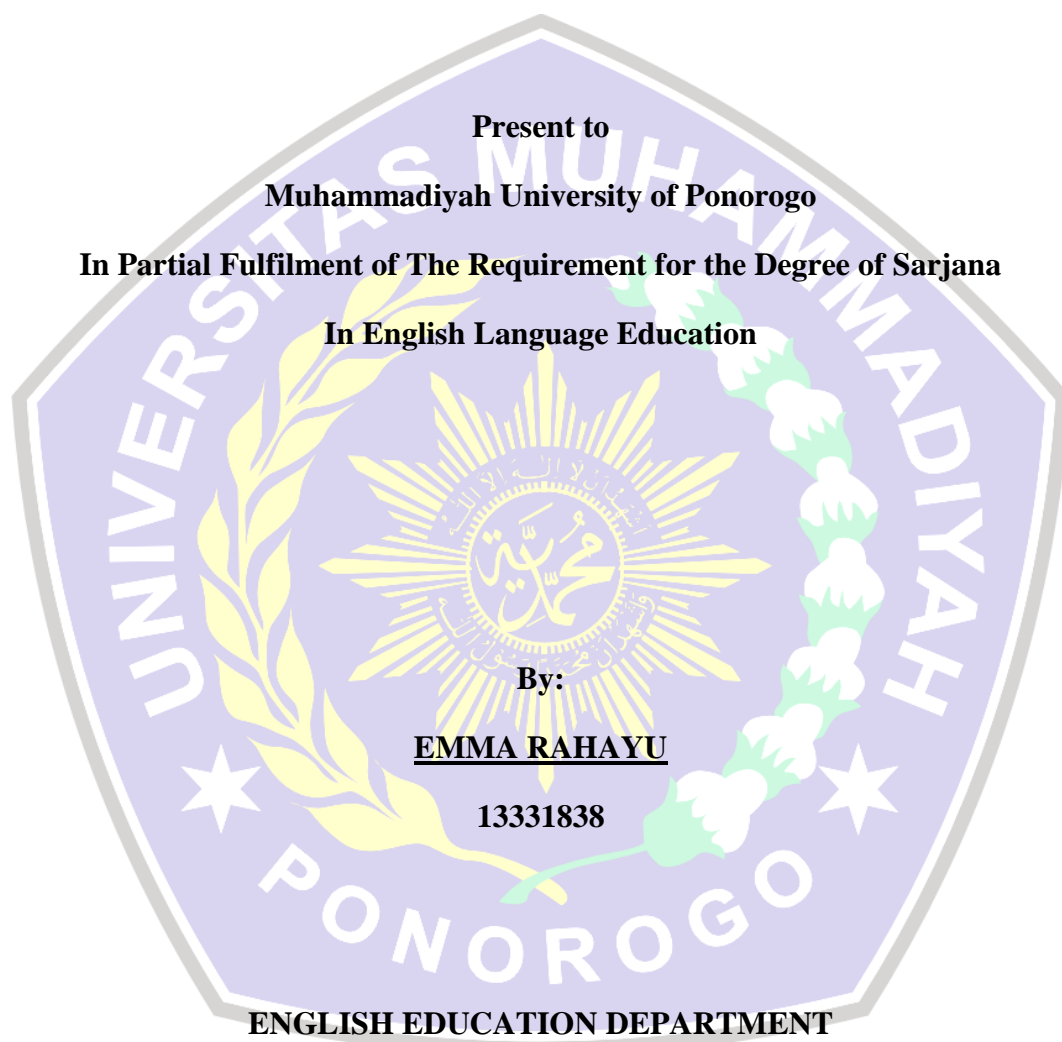 Present to
Muhammadiyah University of Ponorogo
In Partial Fulfilment of The Requirement for the Degree of Sarjana
In English Language Education
UNIVERSITAS MUHAMMADIYAH
محمدية
By:
EMMA RAHAYU
13331838
PONOROGO
ENGLISH EDUCATION DEPARTMENT